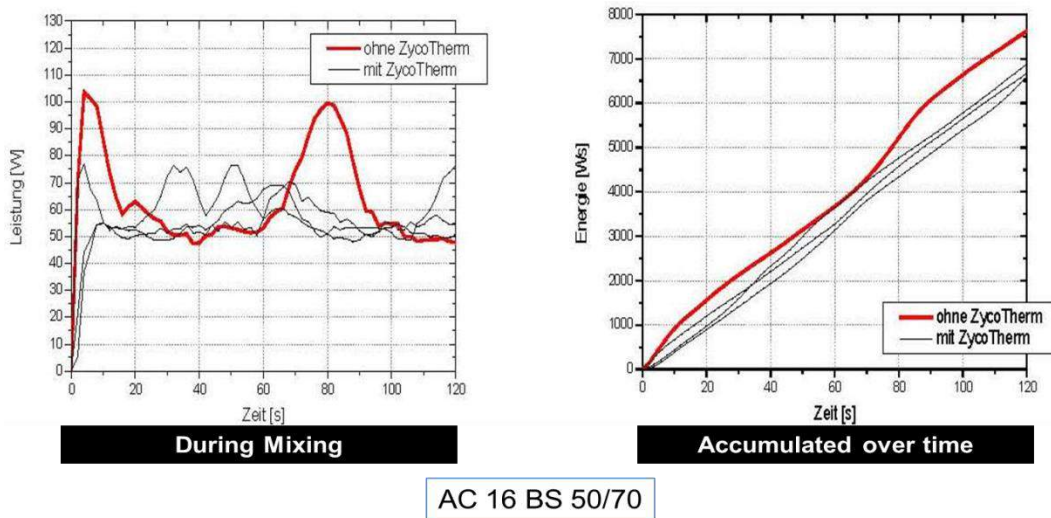 130
120
110
100
90
80
70
60
50
40
30
20
10
0
Leistung [W]
ohne ZycoTherm
mit ZycoTherm
0 20 40 60 80 100 120
Zeit [s]
During Mixing
8000
7000
6000
5000
4000
3000
2000
1000
0
Energie [Ws]
ohne ZycoTherm
mit ZycoTherm
0 20 40 60 80 100 120
Zeit [s]
Accumulated over time
AC 16 BS 50/70